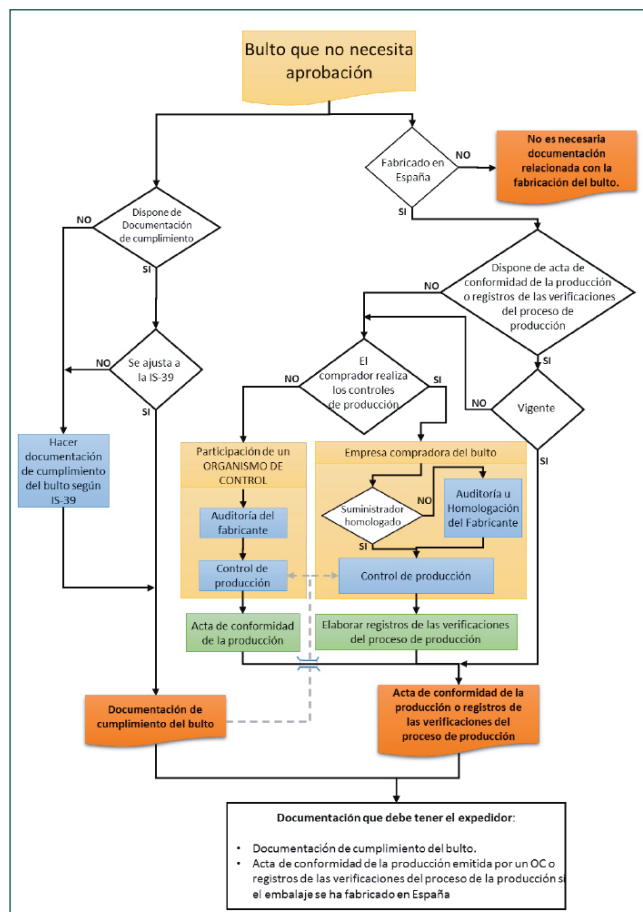 Bulto que no necesita
aprobación
Fabricado en
España
NO
SI
No es necesaria
documentación
relacionada con la
fabricación del bulto.
Dispone de
Documentación
de cumplimiento
NO
SI
Dispone de acta de
conformidad de la producción
o registros de las verificaciones
del proceso de
producción
NO
SI
Se ajusta a
la IS-39
NO
SI
El
comprador realiza
los controles
de producción
NO
SI
Vigente
NO
SI
Hacer
documentación
de cumplimiento
del bulto según
IS-39
Participación de un
ORGANISMO DE
CONTROL
Auditoría del
fabricante
Control de
producción
Acta de conformidad
de la producción
Empresa compradora del bulto
Suministrador
homologado
NO
SI
Auditoría u
Homologación
del Fabricante
Control de producción
Elaborar registros de las verificaciones
del proceso de producción
Documentación de
cumplimiento del bulto
Acta de conformidad de la
producción o registros de
las verificaciones del
proceso de producción
Documentación que debe tener el expedidor:
• Documentación de cumplimiento del bulto.
• Acta de conformidad de la producción emitida por un OC o
registros de las verificaciones del proceso de la producción si
el embalaje se ha fabricado en España